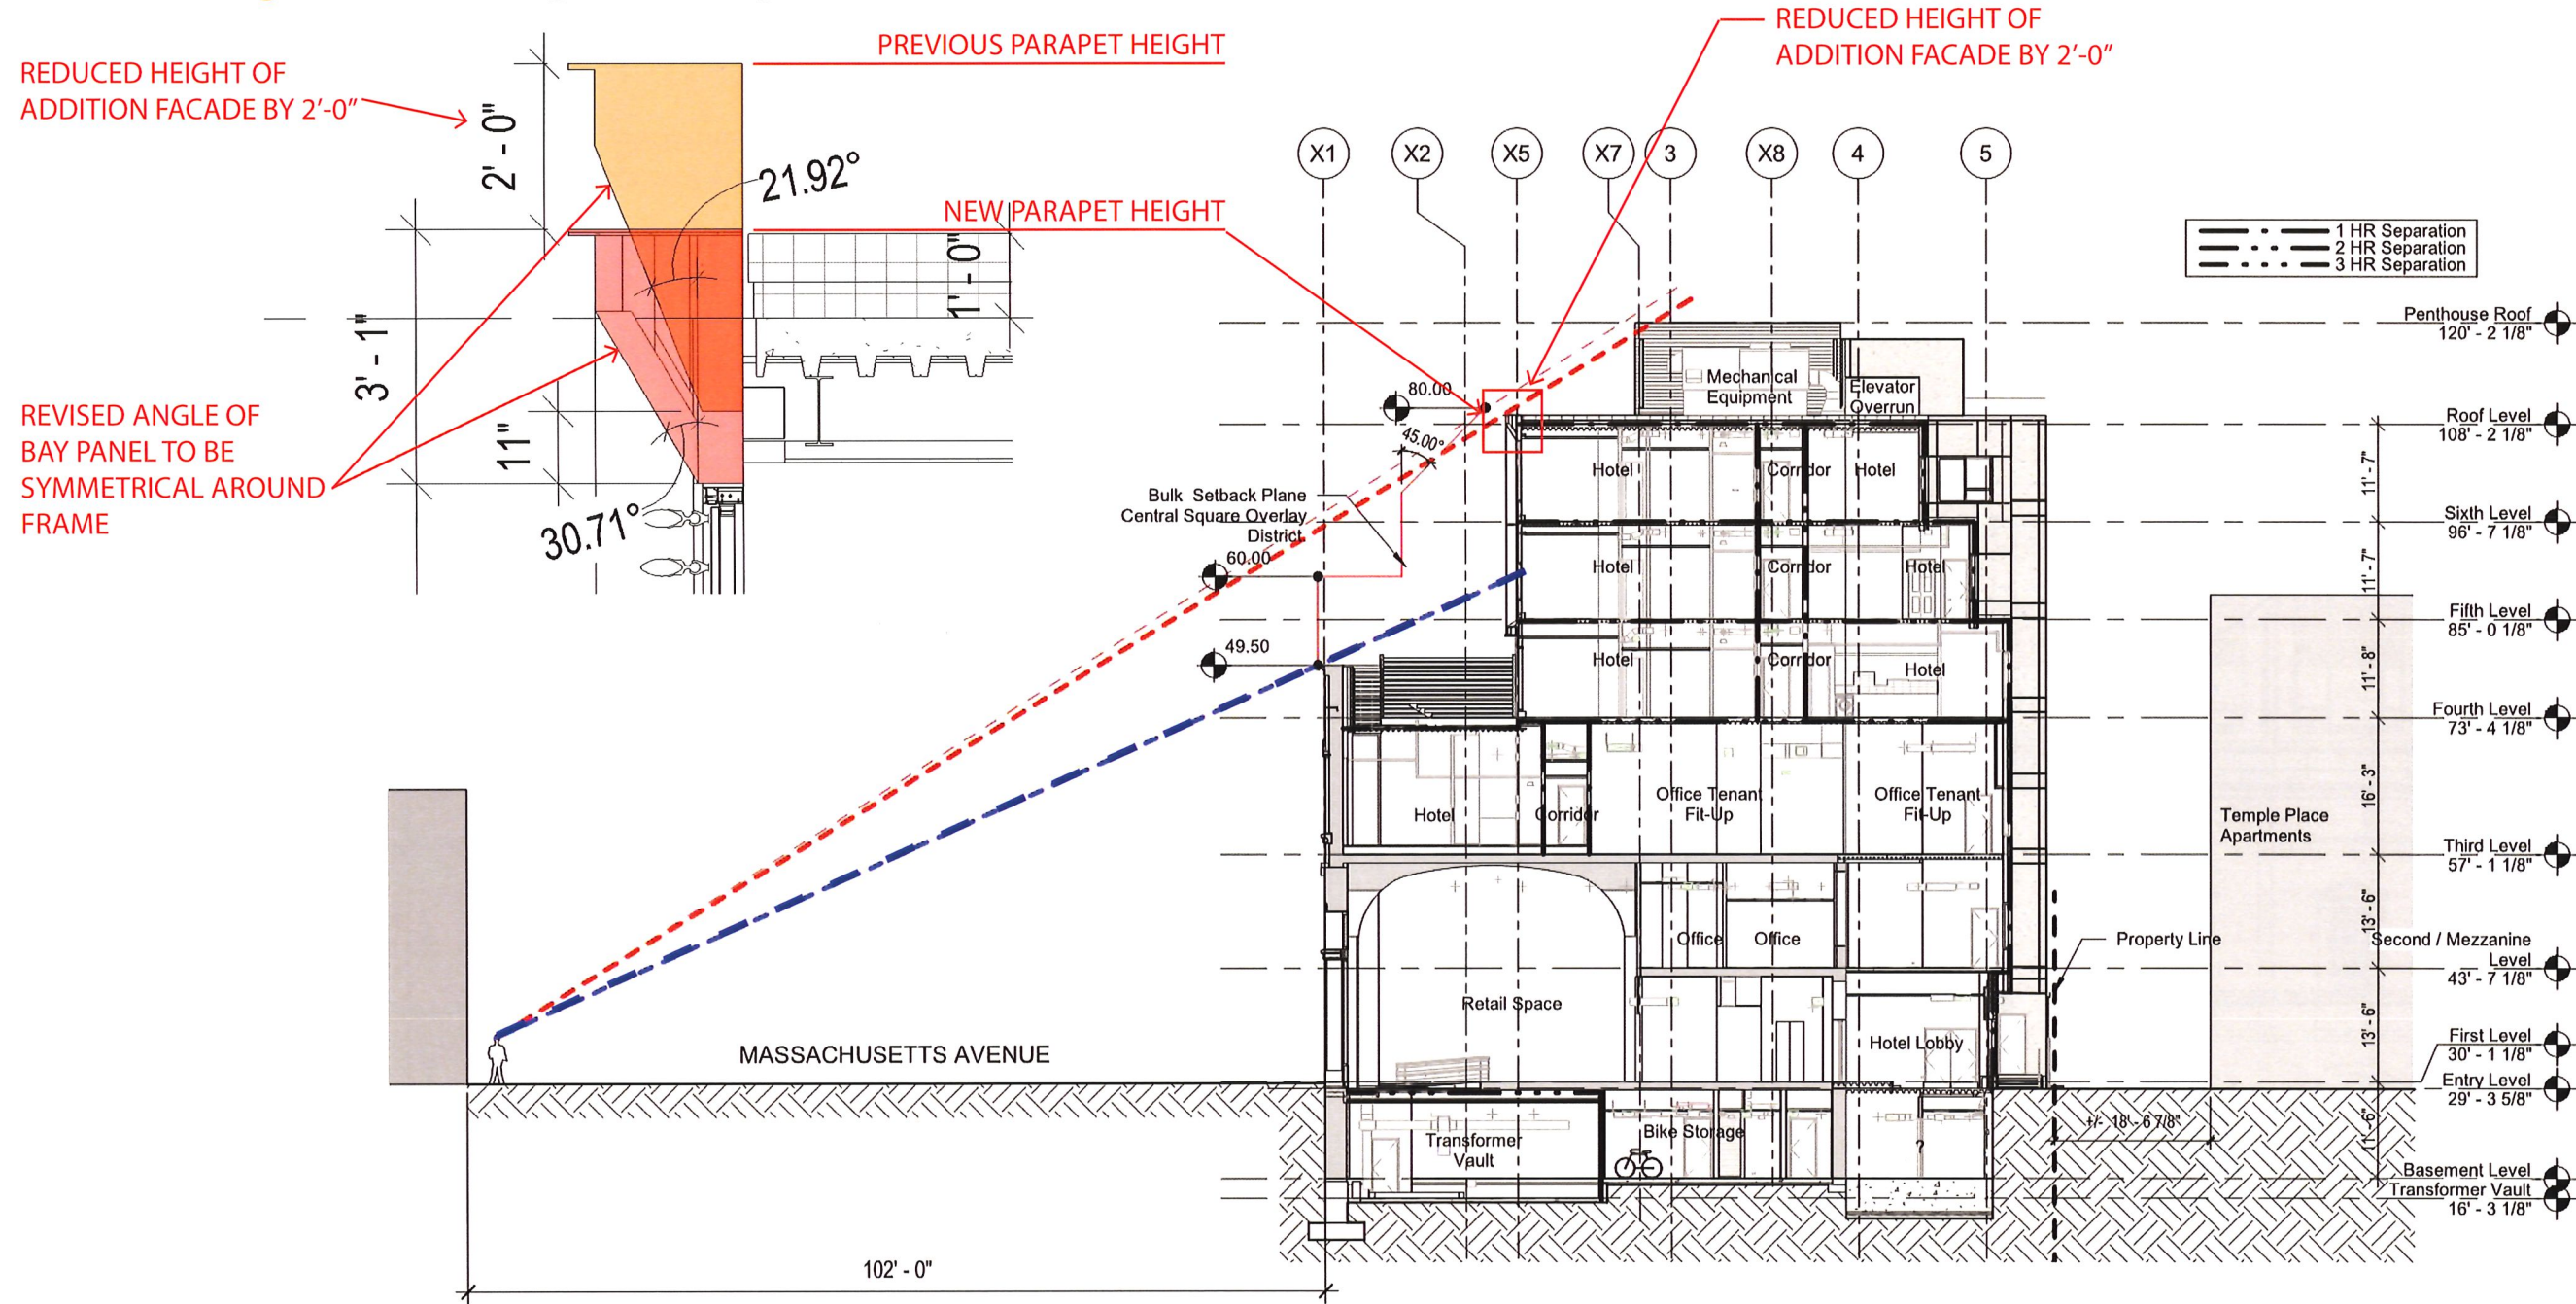 REDUCED HEIGHT OF
ADDITION FACADE BY 2'-0"
PREVIOUS PARAPET HEIGHT
2' - 0"
21.92°
NEW PARAPET HEIGHT
1' - 0"
3' - 1"
11"
30.71°
REVISED ANGLE OF
BAY PANEL TO BE
SYMMETRICAL AROUND
FRAME
REDUCED HEIGHT OF
ADDITION FACADE BY 2'-0"
X1
X2
X5
X7
3
X8
4
5
1 HR Separation
2 HR Separation
3 HR Separation
80.00
45.00°
Bulk Setback Plane
Central Square Overlay
District
60.00
49.50
Mechanical
Equipment
Elevator
Overrun
Hotel
Corridor
Hotel
Hotel
Corridor
Hotel
Hotel
Corridor
Hotel
Hotel
Corridor
Office Tenant
Fit-Up
Office Tenant
Fit-Up
Office
Office
Retail Space
Hotel Lobby
Transformer
Vault
Bike Storage
?
MASSACHUSETTS AVENUE
102' - 0"
Property Line
+/- 18' - 6 7/8"
Temple Place
Apartments
11' - 7"
11' - 7"
11' - 8"
16' - 3"
13' - 6"
13' - 6"
11' - 6"
Penthouse Roof
120' - 2 1/8"
Roof Level
108' - 2 1/8"
Sixth Level
96' - 7 1/8"
Fifth Level
85' - 0 1/8"
Fourth Level
73' - 4 1/8"
Third Level
57' - 1 1/8"
Second / Mezzanine
Level
43' - 7 1/8"
First Level
30' - 1 1/8"
Entry Level
29' - 3 5/8"
Basement Level
Transformer Vault
16' - 3 1/8"